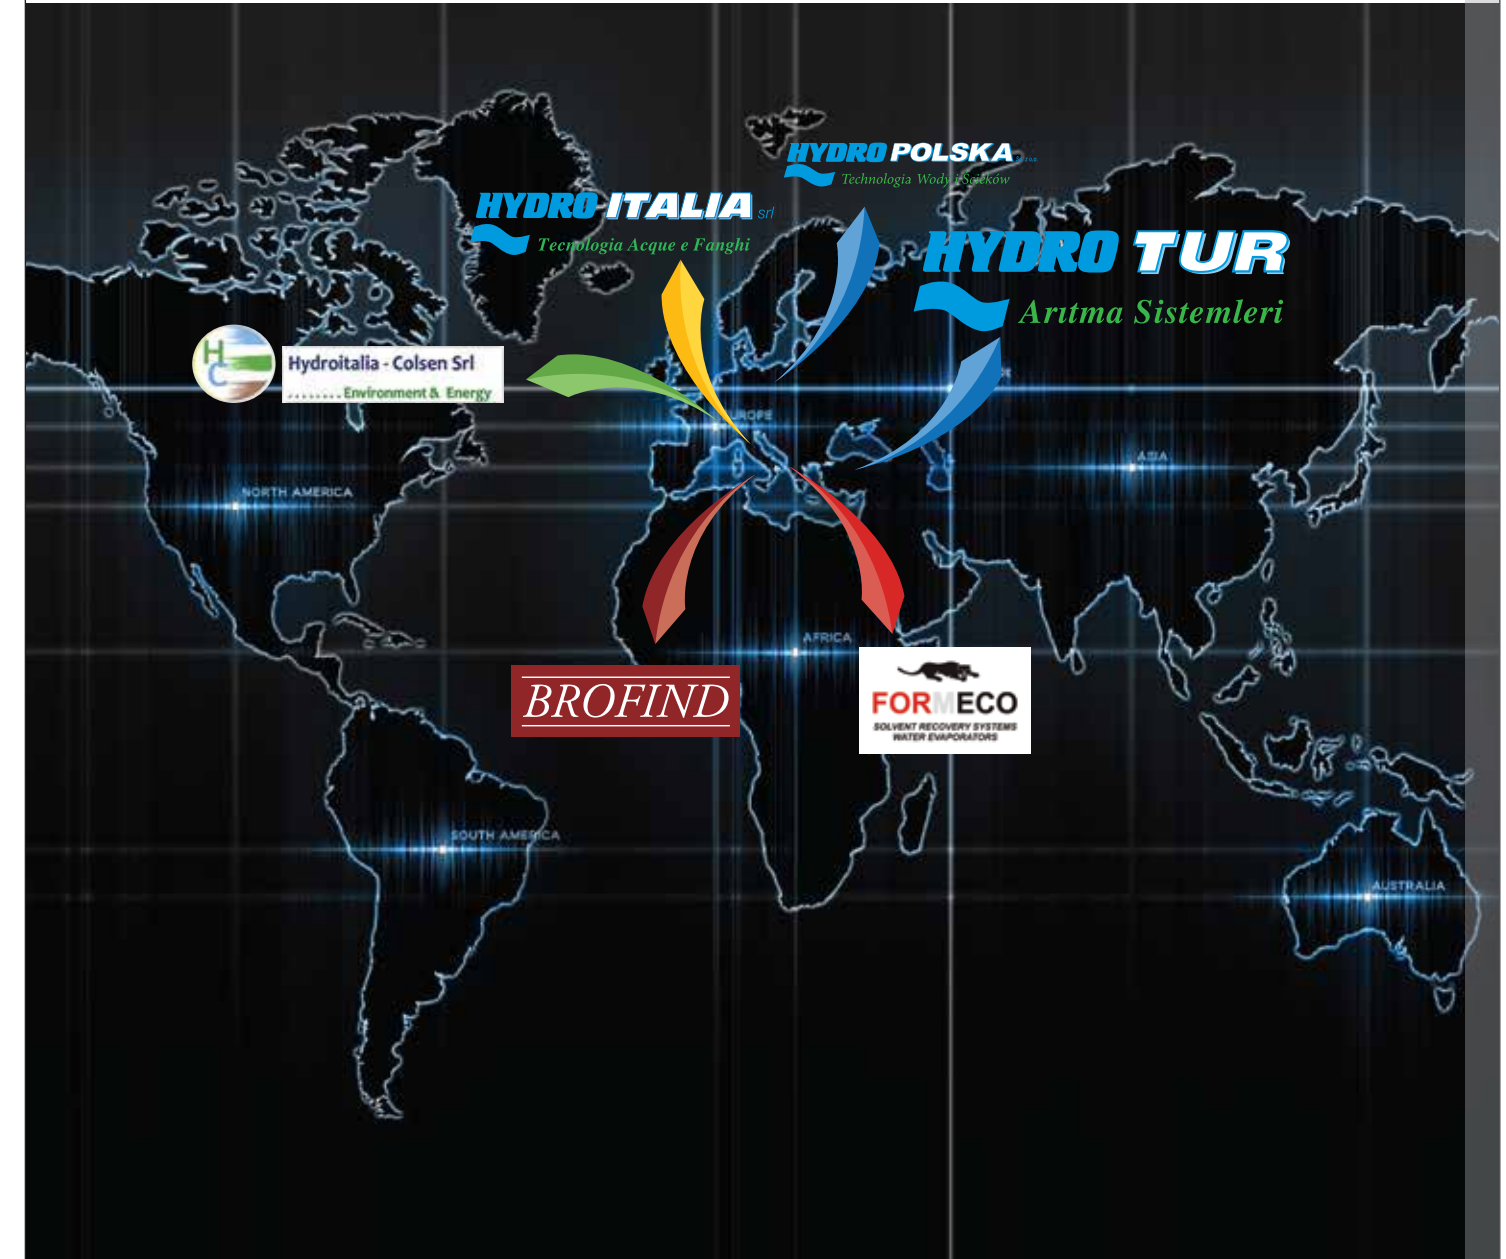 HYDRO POLSKA
Technologia Wody i Ścieków
HYDRO ITALIA srl
Tecnologia Acque e Fanghi
HYDRO TUR
Arıtma Sistemleri
HC
Hydroitalia - Colsen Srl
........Environment & Energy
EUROPE
ASIA
NORTH AMERICA
AFRICA
BROFIND
FORMECO
SOLVENT RECOVERY SYSTEMS
WATER EVAPORATORS
SOUTH AMERICA
AUSTRALIA